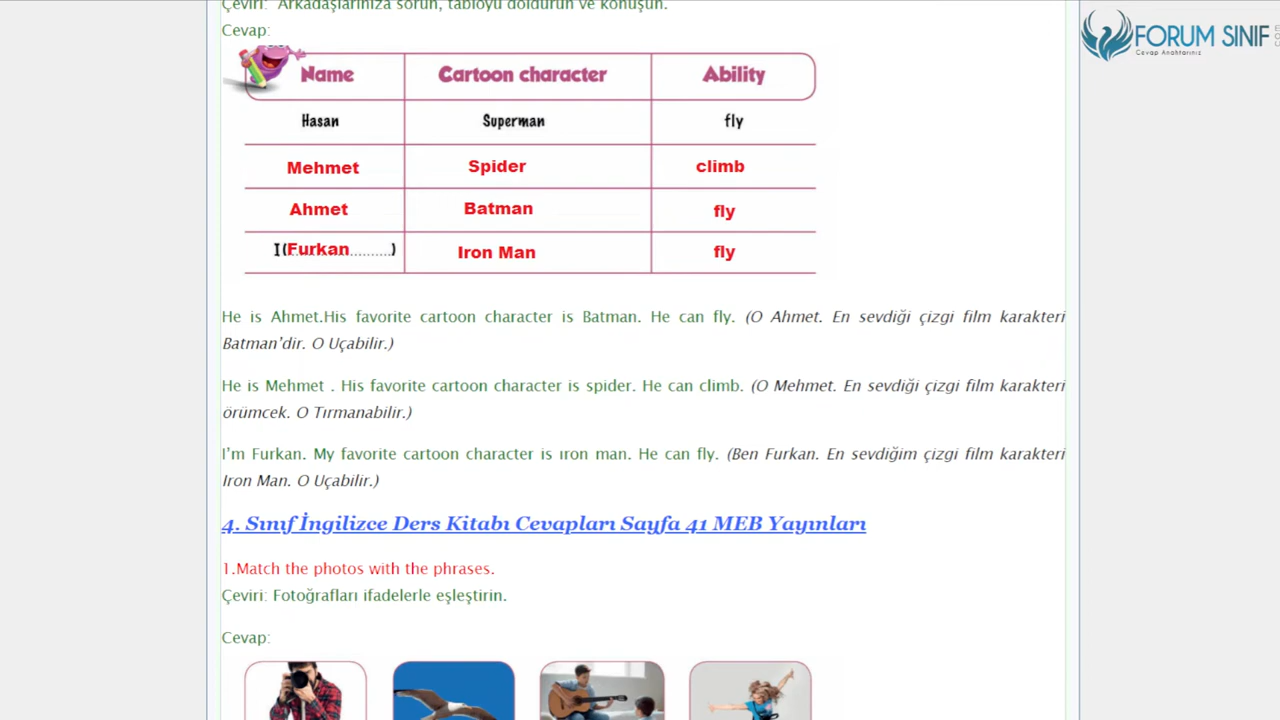 Çeviri: Arkadaşlarınıza sorun, tabloyu doldurun ve konuşun.
FORUM SINIF
Cevap Anahtarınız
Cevap:
Name Cartoon character Ability
Hasan Superman fly
Mehmet Spider climb
Ahmet Batman fly
I(Furkan..........) Iron Man fly
He is Ahmet.His favorite cartoon character is Batman. He can fly. (O Ahmet. En sevdiği çizgi film karakteri
Batman’dir. O Uçabilir.)
He is Mehmet . His favorite cartoon character is spider. He can climb. (O Mehmet. En sevdiği çizgi film karakteri
örümcek. O Tırmanabilir.)
I’m Furkan. My favorite cartoon character is ıron man. He can fly. (Ben Furkan. En sevdiğim çizgi film karakteri
Iron Man. O Uçabilir.)
4. Sınıf İngilizce Ders Kitabı Cevapları Sayfa 41 MEB Yayınları
1.Match the photos with the phrases.
Çeviri: Fotoğrafları ifadelerle eşleştirin.
Cevap: